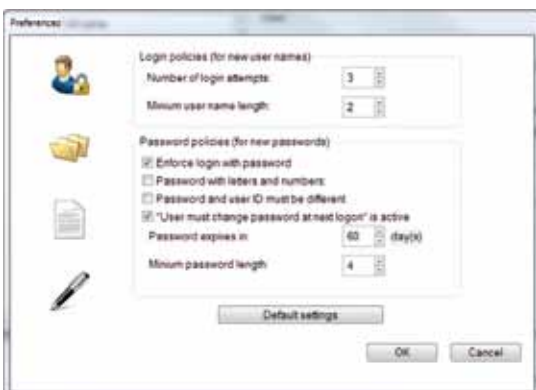 Preferences
Login policies (for new user names)
Number of login attempts: 3
Minium user name length: 2
Password policies (for new passwords)
Enforce login with password
Password with letters and numbers
Password and user ID must be different
"User must change password at next logon" is active
Password expires in 60 day(s)
Minium password length 4
Default settings
OK Cancel